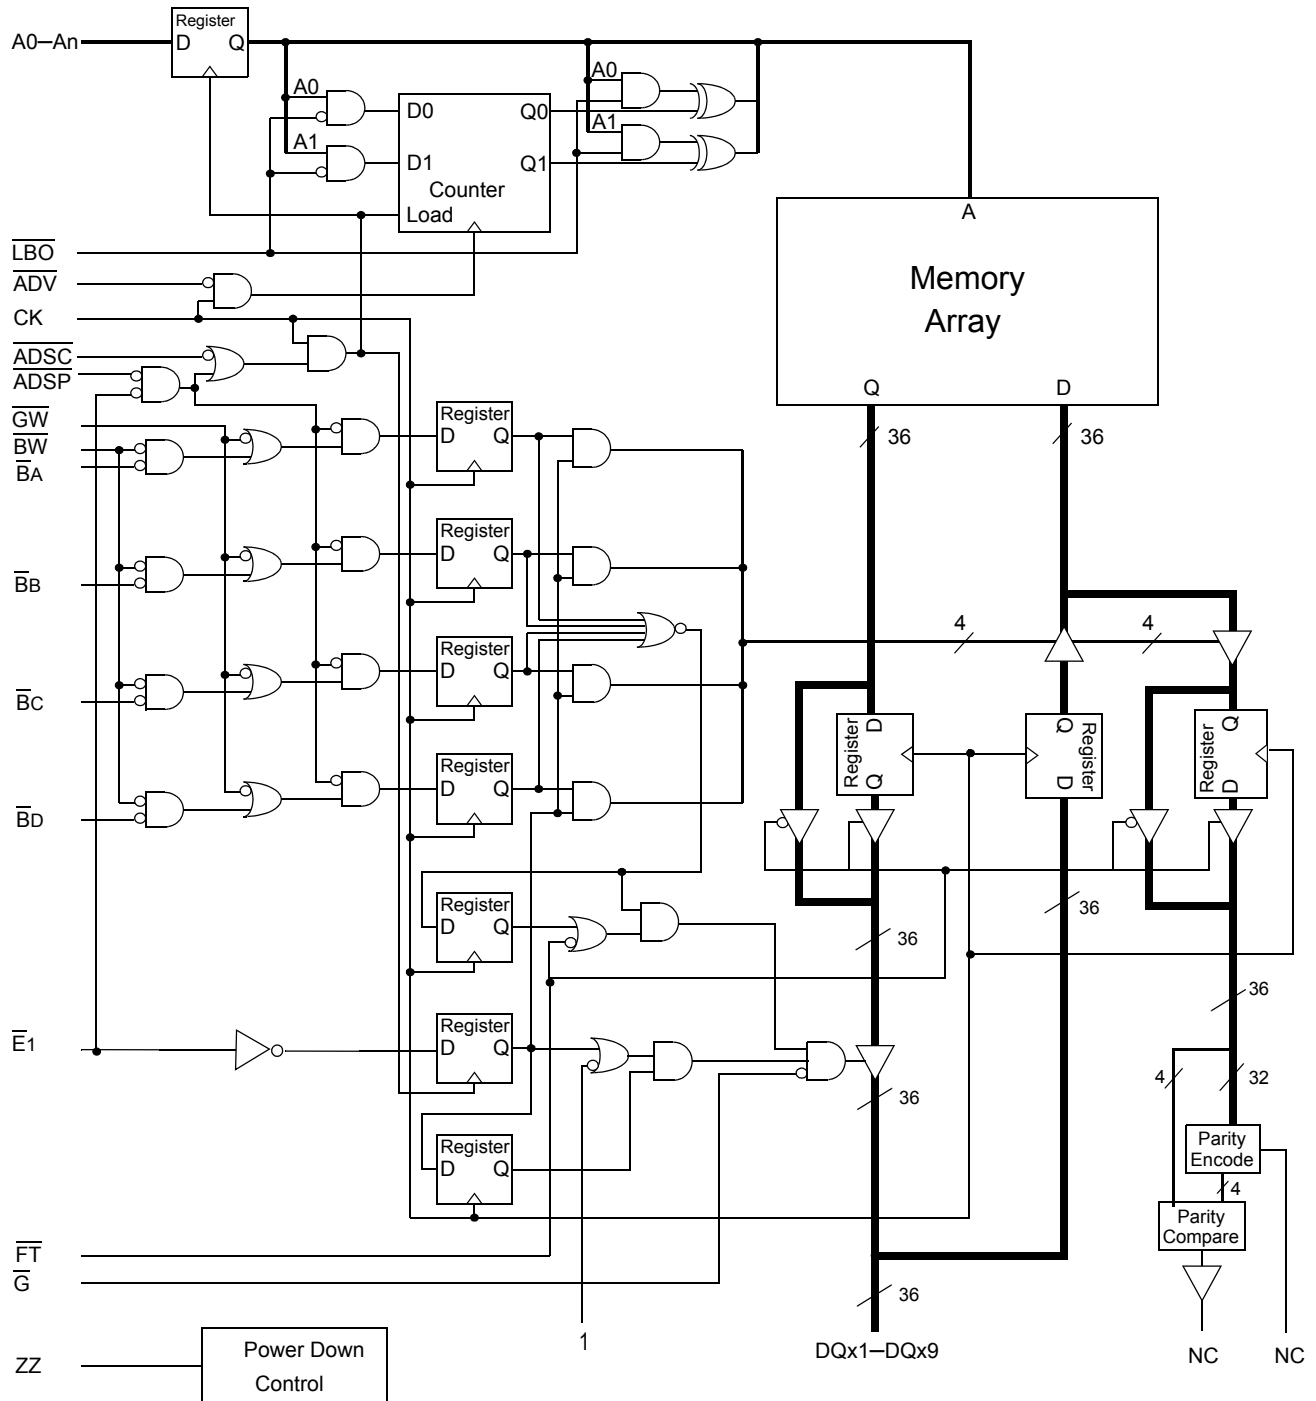 Register
A0–An
D Q
A0
A0
D0 Q0
A1
A1
D1 Q1
Counter
Load
A
LBO
ADV
Memory
Array
CK
ADSC
ADSP
Q D
GW
BW
BA
Register
D Q
36
36
Register
D Q
BB
4
4
Register
D Q
BC
D
Register
Q
Q
Register
D
Q
Register
D
Register
D Q
BD
Register
D Q
36
36
36
Register
D Q
E1
4
32
36
Register
D Q
Parity
Encode
4
Parity
Compare
FT
G
36
1
DQx1–DQx9
NC
NC
ZZ
Power Down
Control